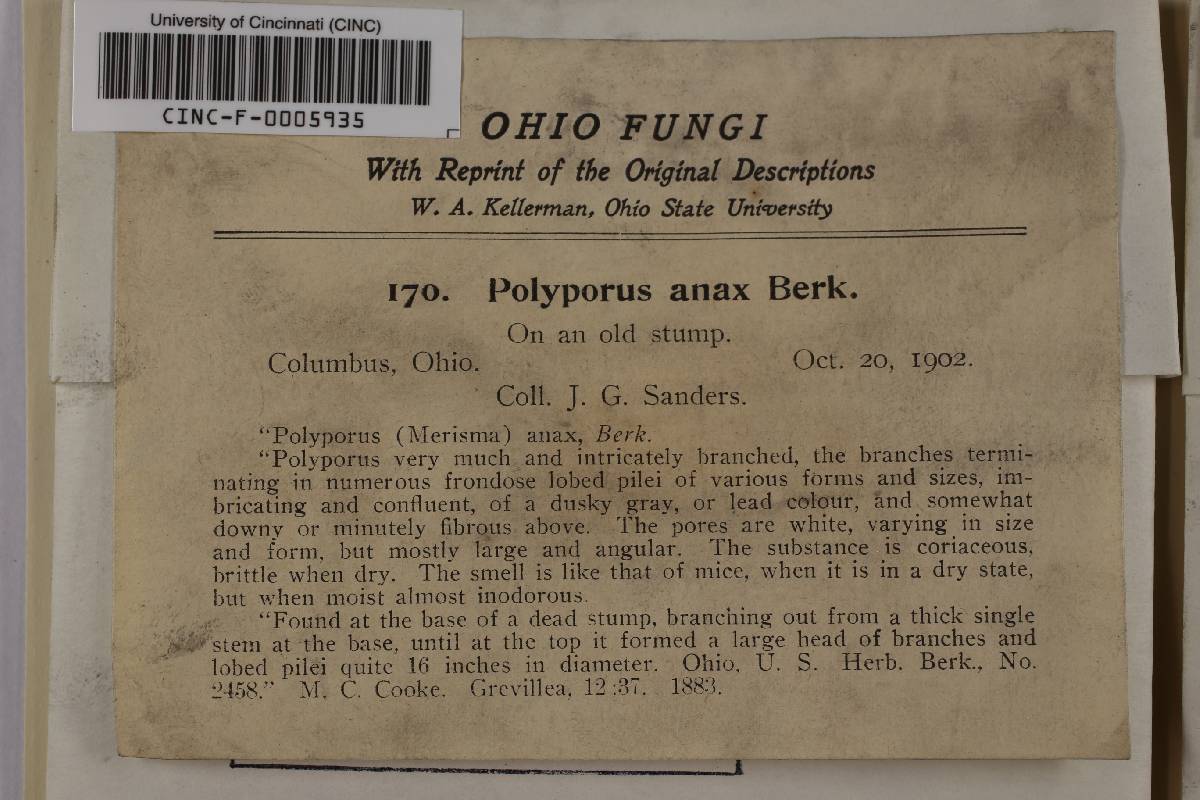 University of Cincinnati (CINC)
CINC-F-0005935
OHIO FUNGI
With Reprint of the Original Descriptions
W. A. Kellerman, Ohio State University
170. Polyporus anax Berk.
On an old stump.
Columbus, Ohio. Oct. 20, 1902.
Coll. J. G. Sanders.
“Polyporus (Merisma) anax, Berk.
“Polyporus very much and intricately branched, the branches termi-
nating in numerous frondose lobed pilei of various forms and sizes, im-
bricating and confluent, of a dusky gray, or lead colour, and somewhat
downy or minutely fibrous above. The pores are white, varying in size
and form, but mostly large and angular. The substance is coriaceous,
brittle when dry. The smell is like that of mice, when it is in a dry state,
but when moist almost inodorous.
“Found at the base of a dead stump, branching out from a thick single
stem at the base, until at the top it formed a large head of branches and
lobed pilei quite 16 inches in diameter. Ohio, U. S. Herb. Berk., No.
2458.” M. C. Cooke. Grevillea, 12:37. 1883.